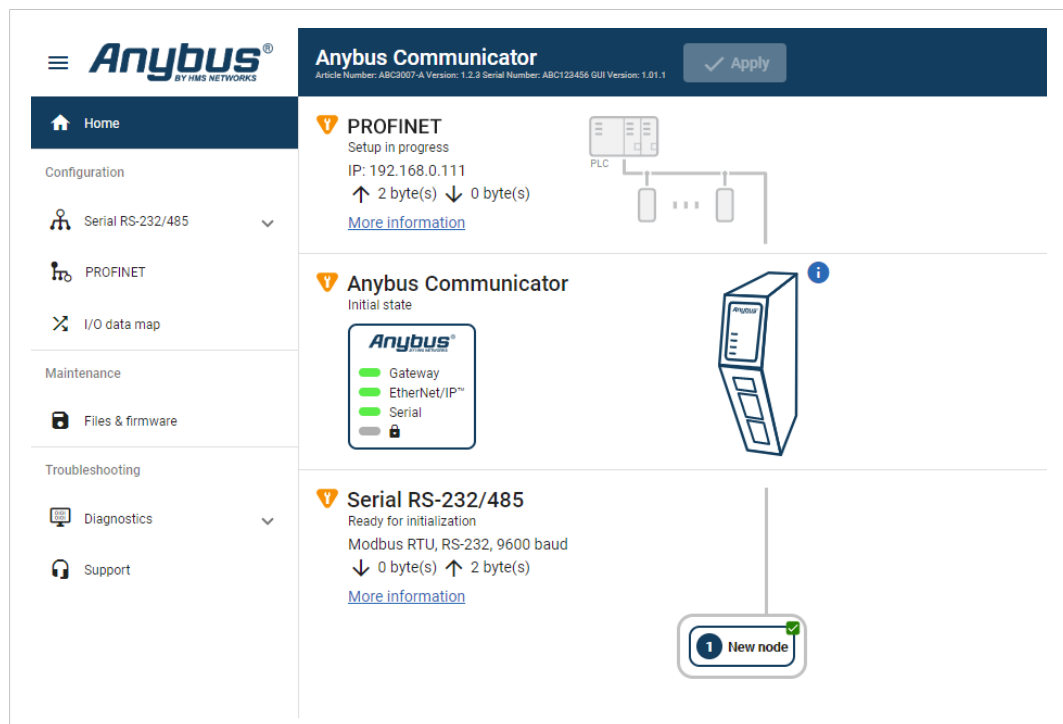 Anybus®
BY HMS NETWORKS
Anybus Communicator
Article Number: ABC3007-A Version: 1.2.3 Serial Number: ABC123456 GUI Version: 1.01.1
Apply
Home
Configuration
Serial RS-232/485
PROFINET
I/O data map
Maintenance
Files & firmware
Troubleshooting
Diagnostics
Support
PROFINET
Setup in progress
IP: 192.168.0.111
2 byte(s) 0 byte(s)
More information
PLC
Anybus Communicator
Initial state
Anybus®
BY HMS NETWORKS
Gateway
EtherNet/IP™
Serial
i
Anybus
Serial RS-232/485
Ready for initialization
Modbus RTU, RS-232, 9600 baud
0 byte(s) 2 byte(s)
More information
1 New node